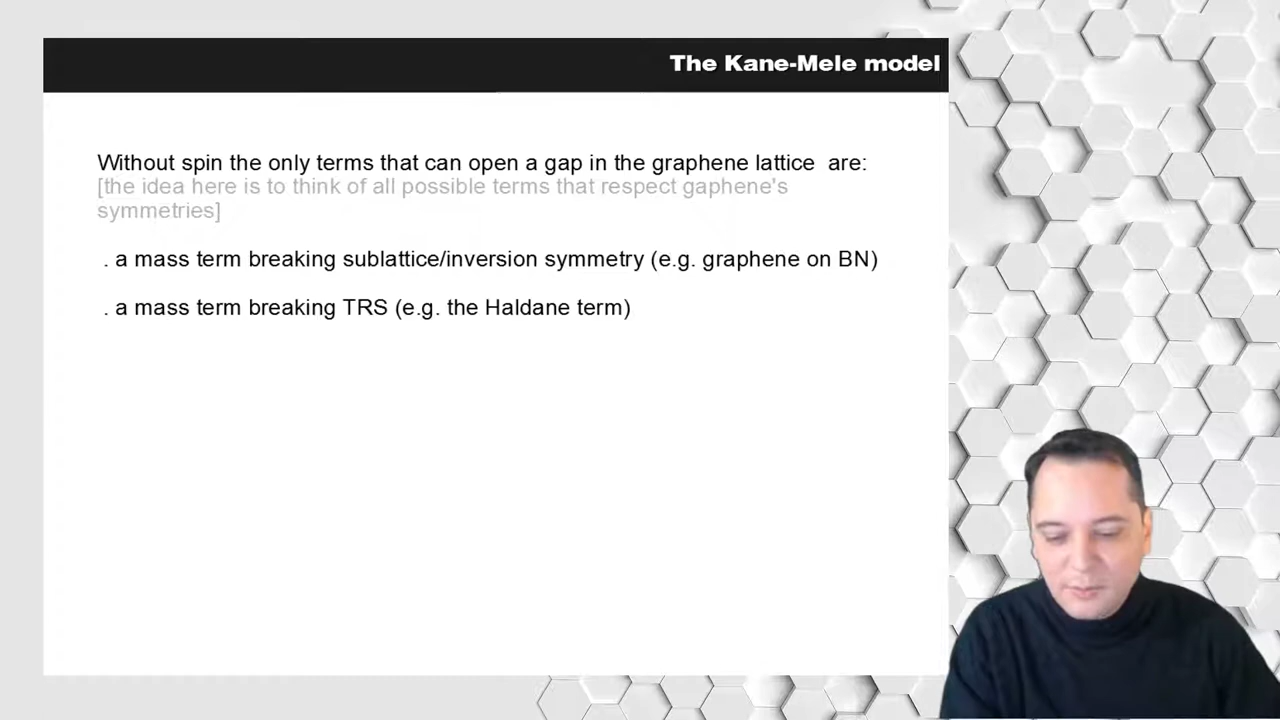 The Kane-Mele model
Without spin the only terms that can open a gap in the graphene lattice are:
[the idea here is to think of all possible terms that respect gaphene's
symmetries]
. a mass term breaking sublattice/inversion symmetry (e.g. graphene on BN)
. a mass term breaking TRS (e.g. the Haldane term)